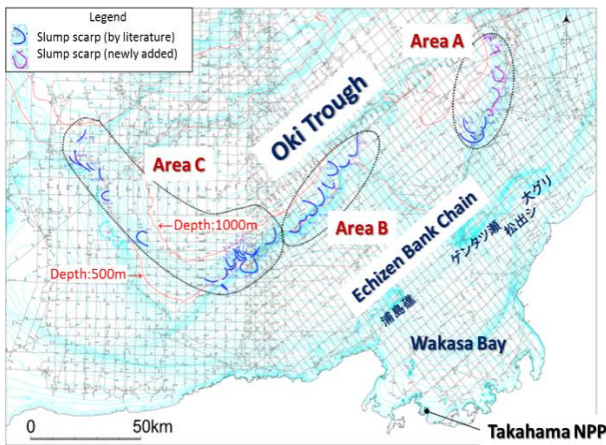 Legend
Slump scarp (by literature)
Slump scarp (newly added)
Area A
Oki Trough
Area C
←Depth:1000m
Area B
Depth:500m→
Echizen Bank Chain
大グリ
松出シ
ゲンタツ瀬
浦島礁
Wakasa Bay
0
50km
Takahama NPP